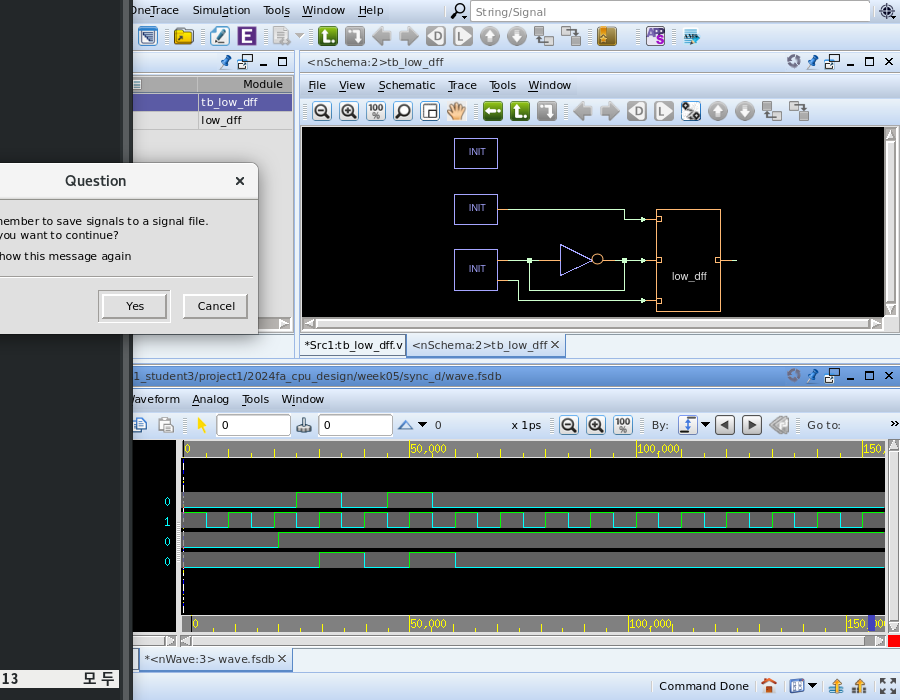 OneTrace Simulation Tools Window Help
String/Signal
<nSchema:2>tb_low_dff
Module
tb_low_dff
low_dff
File View Schematic Trace Tools Window
100 %
INIT
INIT
INIT
low_dff
Question
member to save signals to a signal file.
you want to continue?
how this message again
Yes Cancel
*Src1:tb_low_dff.v <nSchema:2>tb_low_dff
1_student3/project1/2024fa_cpu_design/week05/sync_d/wave.fsdb
Waveform Analog Tools Window
0 0 0 x 1ps 100 % By: Go to:
0 50,000 100,000 150,
0
1
0
0
0 50,000 100,000 150,
*<nWave:3> wave.fsdb
13 모 두
Command Done